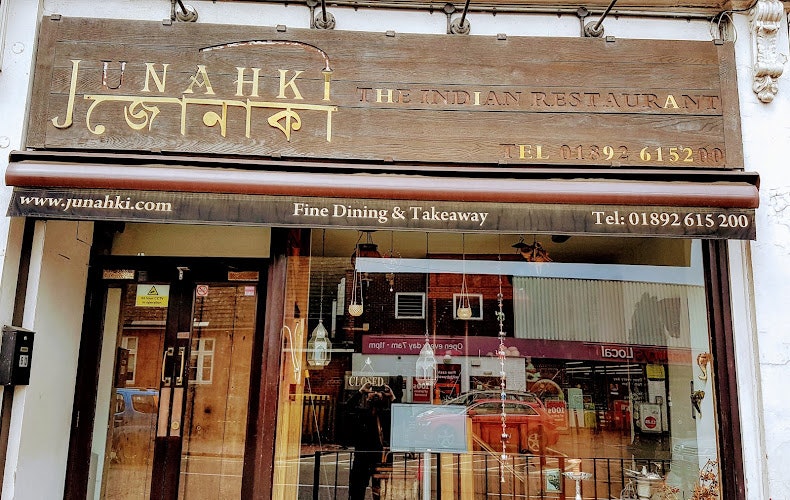 JUNAHKI
জোনাকী
THE INDIAN RESTAURANT
TEL 01892 615200
www.junahki.com
Fine Dining & Takeaway
Tel: 01892 615 200
Open every day 7am - 11pm
Local
CLOSED